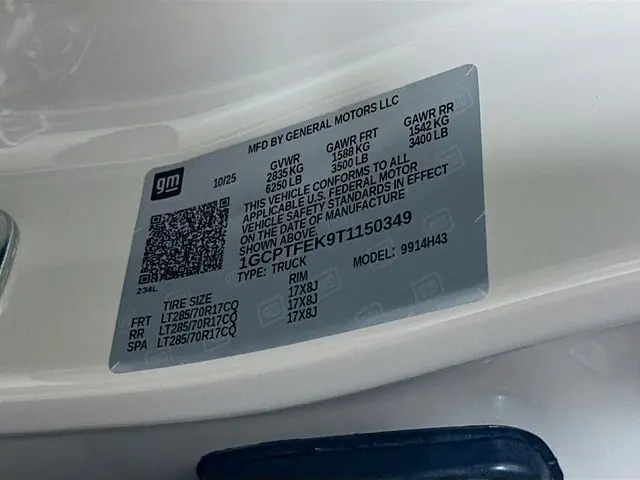 MFD BY GENERAL MOTORS LLC
gm
10/25
GVWR GAWR FRT GAWR RR
2835 KG 1588 KG 1542 KG
6250 LB 3500 LB 3400 LB
THIS VEHICLE CONFORMS TO ALL
APPLICABLE U.S. FEDERAL MOTOR
VEHICLE SAFETY STANDARDS IN EFFECT
ON THE DATE OF MANUFACTURE
SHOWN ABOVE.
1GCPTFEK9T1150349
TYPE: TRUCK MODEL: 9914H43
234L
TIRE SIZE RIM
FRT LT285/70R17CQ 17X8J
RR LT285/70R17CQ 17X8J
SPA LT285/70R17CQ 17X8J